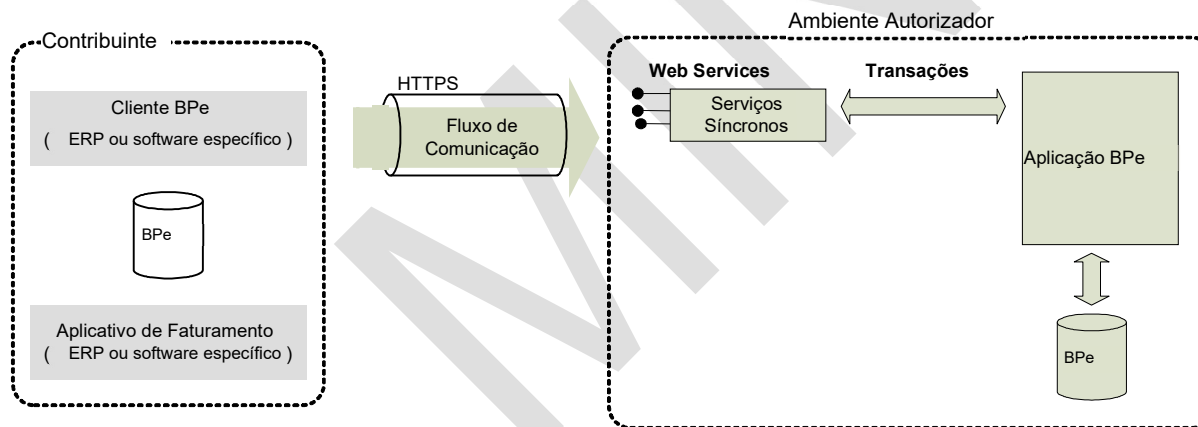 Contribuinte
Cliente BPe
( ERP ou software específico )
BPe
Aplicativo de Faturamento
( ERP ou software específico )
HTTPS
Fluxo de
Comunicação
Ambiente Autorizador
Web Services
Transações
Serviços
Síncronos
Aplicação BPe
BPe